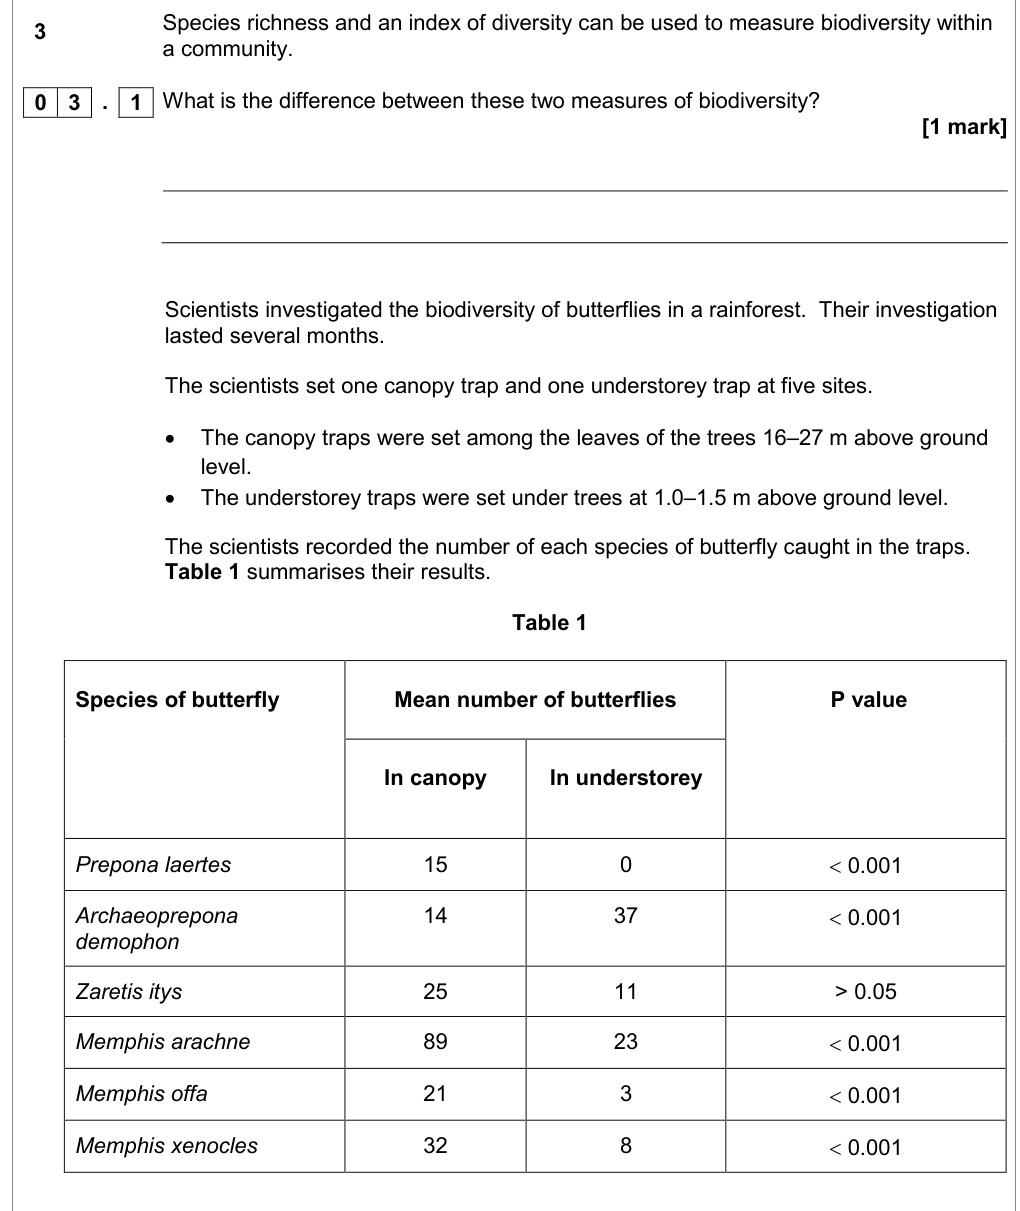 3
Species richness and an index of diversity can be used to measure biodiversity within
a community.
0 3 . 1 What is the difference between these two measures of biodiversity?
[1 mark]
Scientists investigated the biodiversity of butterflies in a rainforest. Their investigation
lasted several months.
The scientists set one canopy trap and one understorey trap at five sites.
• The canopy traps were set among the leaves of the trees 16–27 m above ground
level.
• The understorey traps were set under trees at 1.0–1.5 m above ground level.
The scientists recorded the number of each species of butterfly caught in the traps.
Table 1 summarises their results.
Table 1
Species of butterfly Mean number of butterflies P value
In canopy In understorey
Prepona laertes 15 0 < 0.001
Archaeoprepona 14 37 < 0.001
demophon
Zaretis itys 25 11 > 0.05
Memphis arachne 89 23 < 0.001
Memphis offa 21 3 < 0.001
Memphis xenocles 32 8 < 0.001